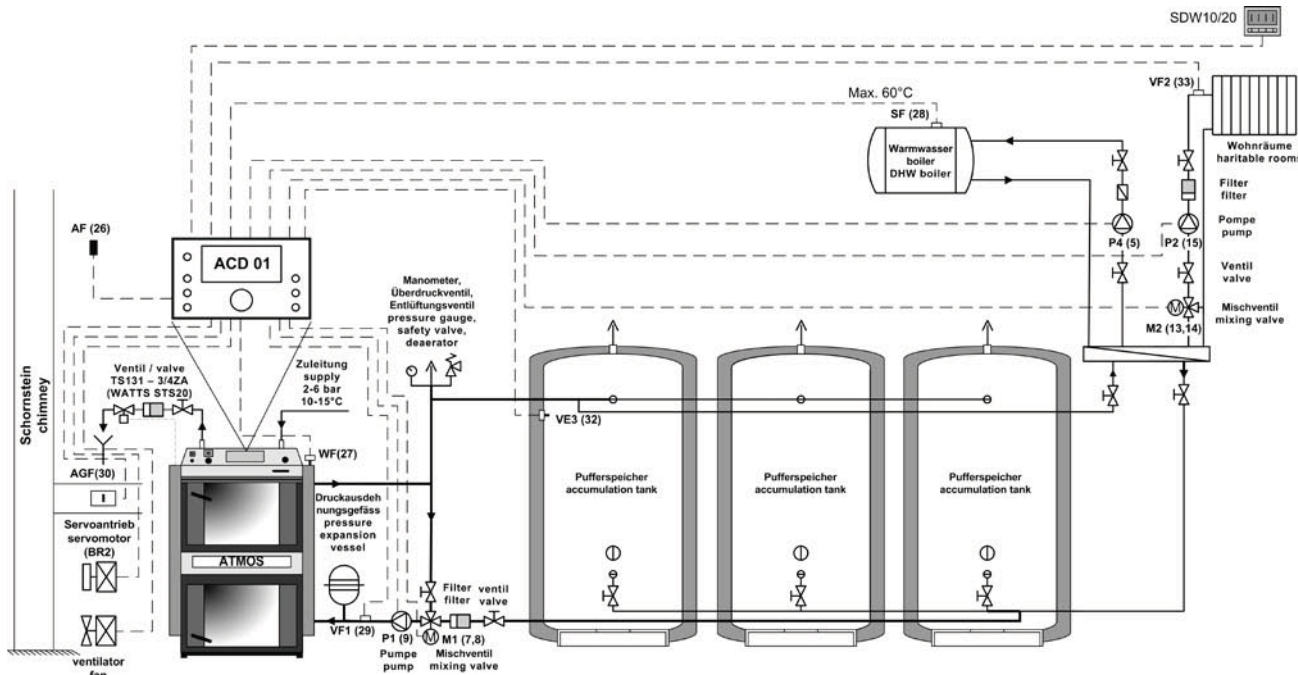 SDW10/20
VF2 (33)
Max. 60°C
SF (28)
Warmwasser
boiler
DHW boiler
Wohnräume
haritable rooms
Filter
filter
AF (26)
ACD 01
Pompe
pump
P4 (5)
P2 (15)
Ventil
valve
Manometer,
Überdruckventil,
Entlüftungsventil
pressure gauge,
safety valve,
deaerator
Mischventil
mixing valve
M
M2 (13,14)
Ventil / valve
TS131 – 3/4ZA
(WATTS STS20)
Zuleitung
supply
2-6 bar
10-15°C
Schornstein
chimney
VE3 (32)
WF(27)
AGF(30)
Pufferspeicher
accumulation tank
Pufferspeicher
accumulation tank
Pufferspeicher
accumulation tank
Druckausdeh
nungsgefäss
pressure
expansion
vessel
Servoantrieb
servomotor
(BR2)
ATMOS
Filter
filter
ventil
valve
VF1 (29)
P1 (9)
M
M1 (7,8)
Pumpe
pump
Mischventil
mixing valve
ventilator
fan